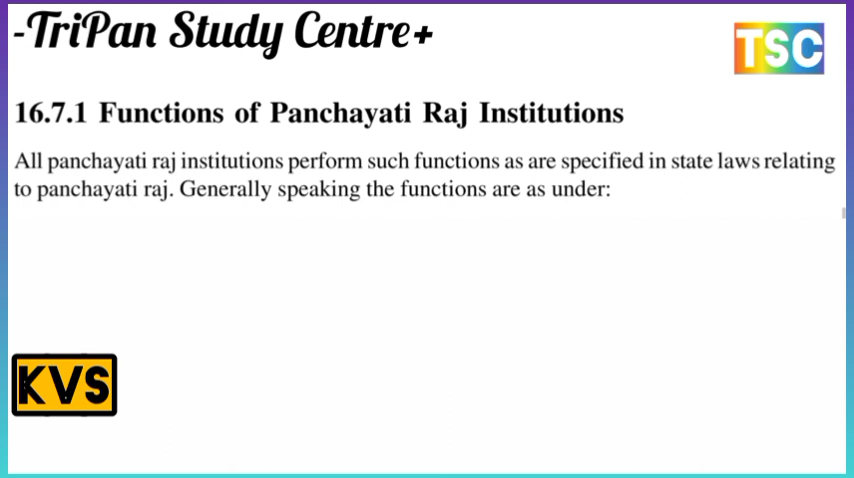 -TriPan Study Centre+
TSC
16.7.1 Functions of Panchayati Raj Institutions
All panchayati raj institutions perform such functions as are specified in state laws relating
to panchayati raj. Generally speaking the functions are as under:
KVS